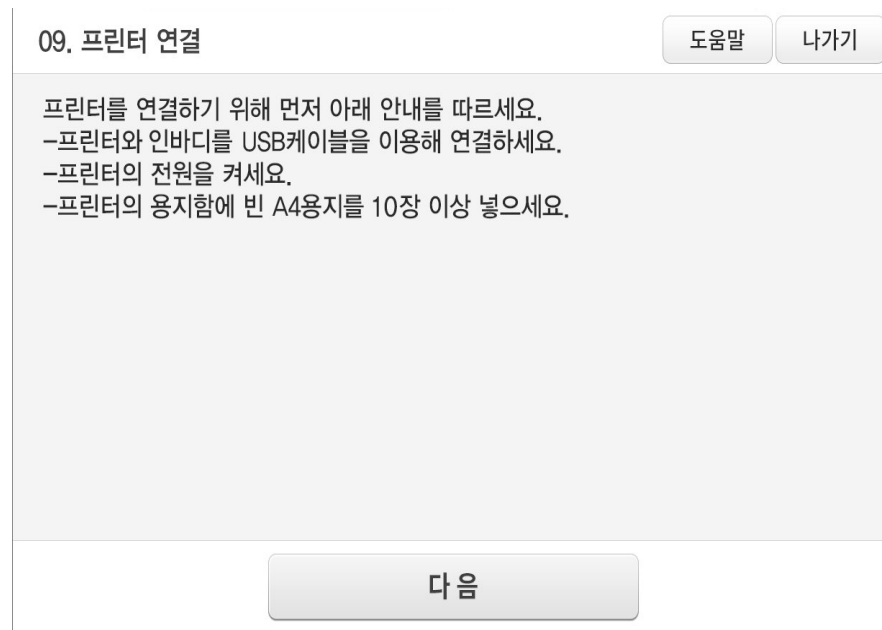 09. 프린터 연결
도움말
나가기
프린터를 연결하기 위해 먼저 아래 안내를 따르세요.
-프린터와 인바디를 USB케이블을 이용해 연결하세요.
-프린터의 전원을 켜세요.
-프린터의 용지함에 빈 A4용지를 10장 이상 넣으세요.
다음